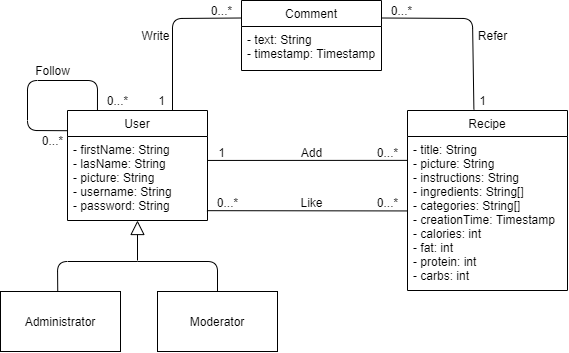 0...*
Comment
0...*
Write
- text: String
- timestamp: Timestamp
Refer
Follow
0...*
1
1
0...*
User
- firstName: String
- lasName: String
- picture: String
- username: String
- password: String
Recipe
- title: String
- picture: String
- instructions: String
- ingredients: String[]
- categories: String[]
- creationTime: Timestamp
- calories: int
- fat: int
- protein: int
- carbs: int
1
Add
0...*
0...*
Like
0...*
Administrator
Moderator